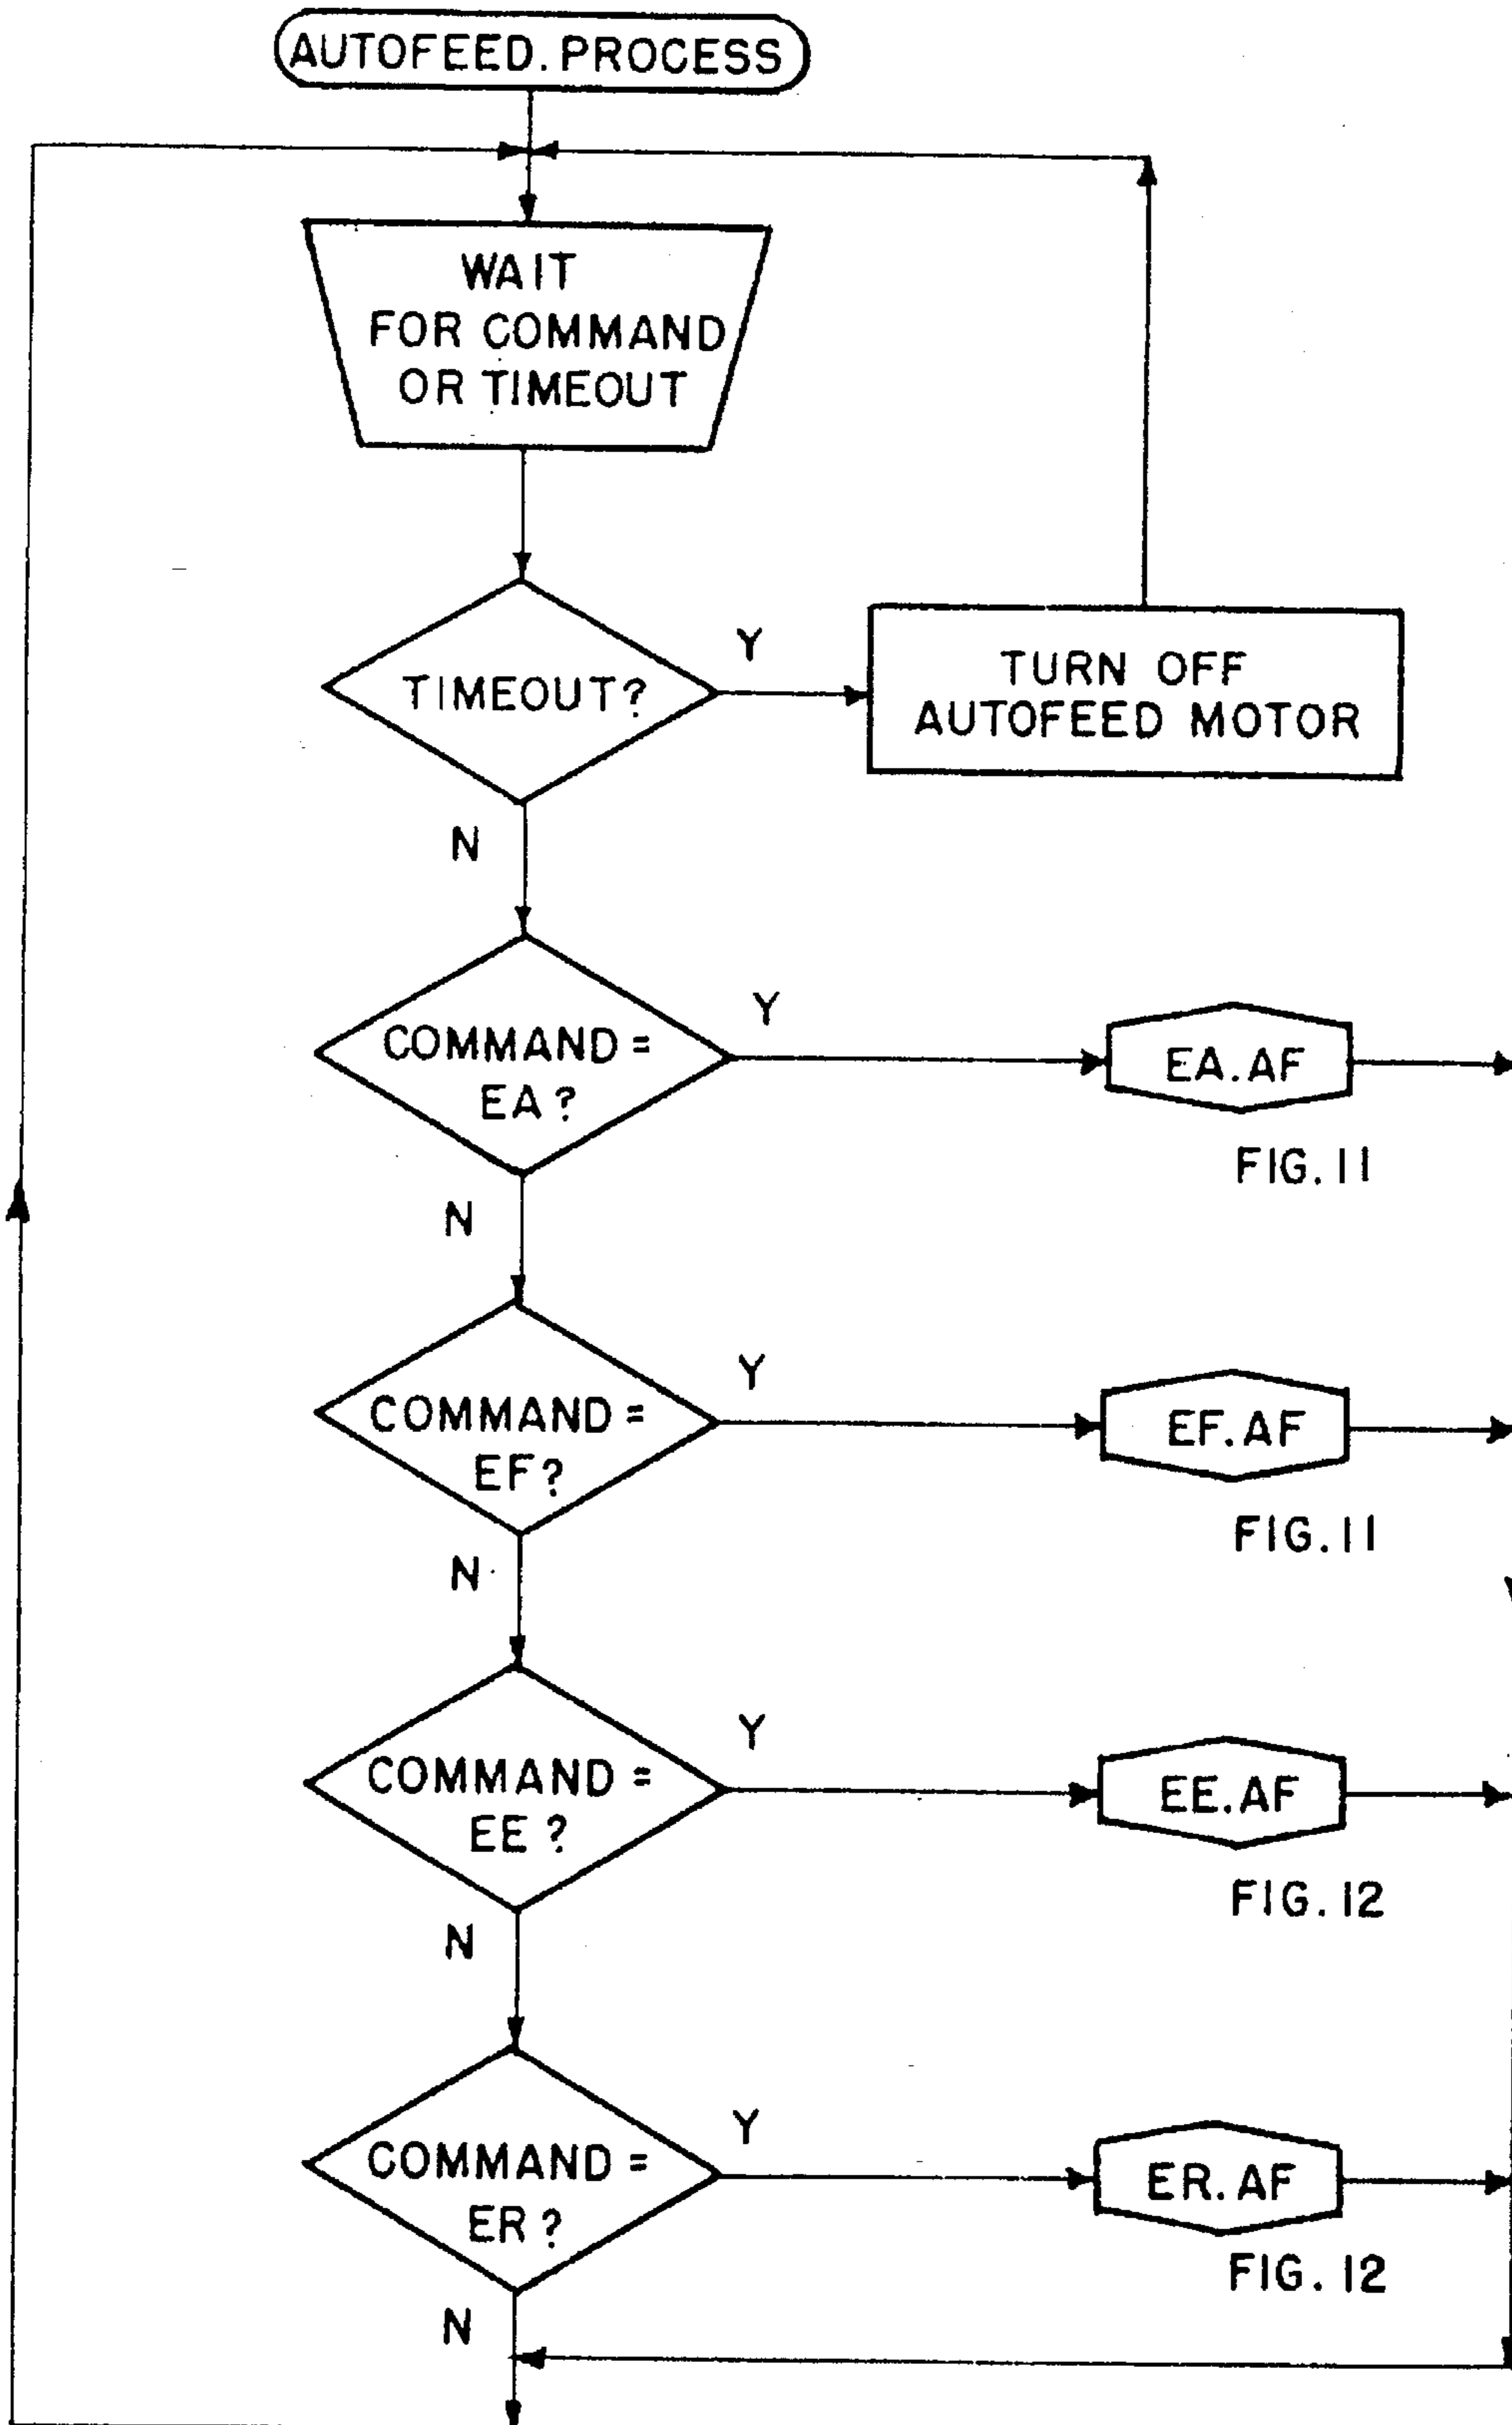 AUTOFEED. PROCESS
WAIT
FOR COMMAND
OR TIMEOUT
TIMEOUT?
Y
TURN OFF
AUTOFEED MOTOR
N
COMMAND =
EA ?
Y
EA.AF
FIG. 11
N
COMMAND =
EF?
Y
EF.AF
FIG. 11
N
COMMAND =
EE ?
Y
EE.AF
FIG. 12
N
COMMAND =
ER ?
Y
ER.AF
FIG. 12
N